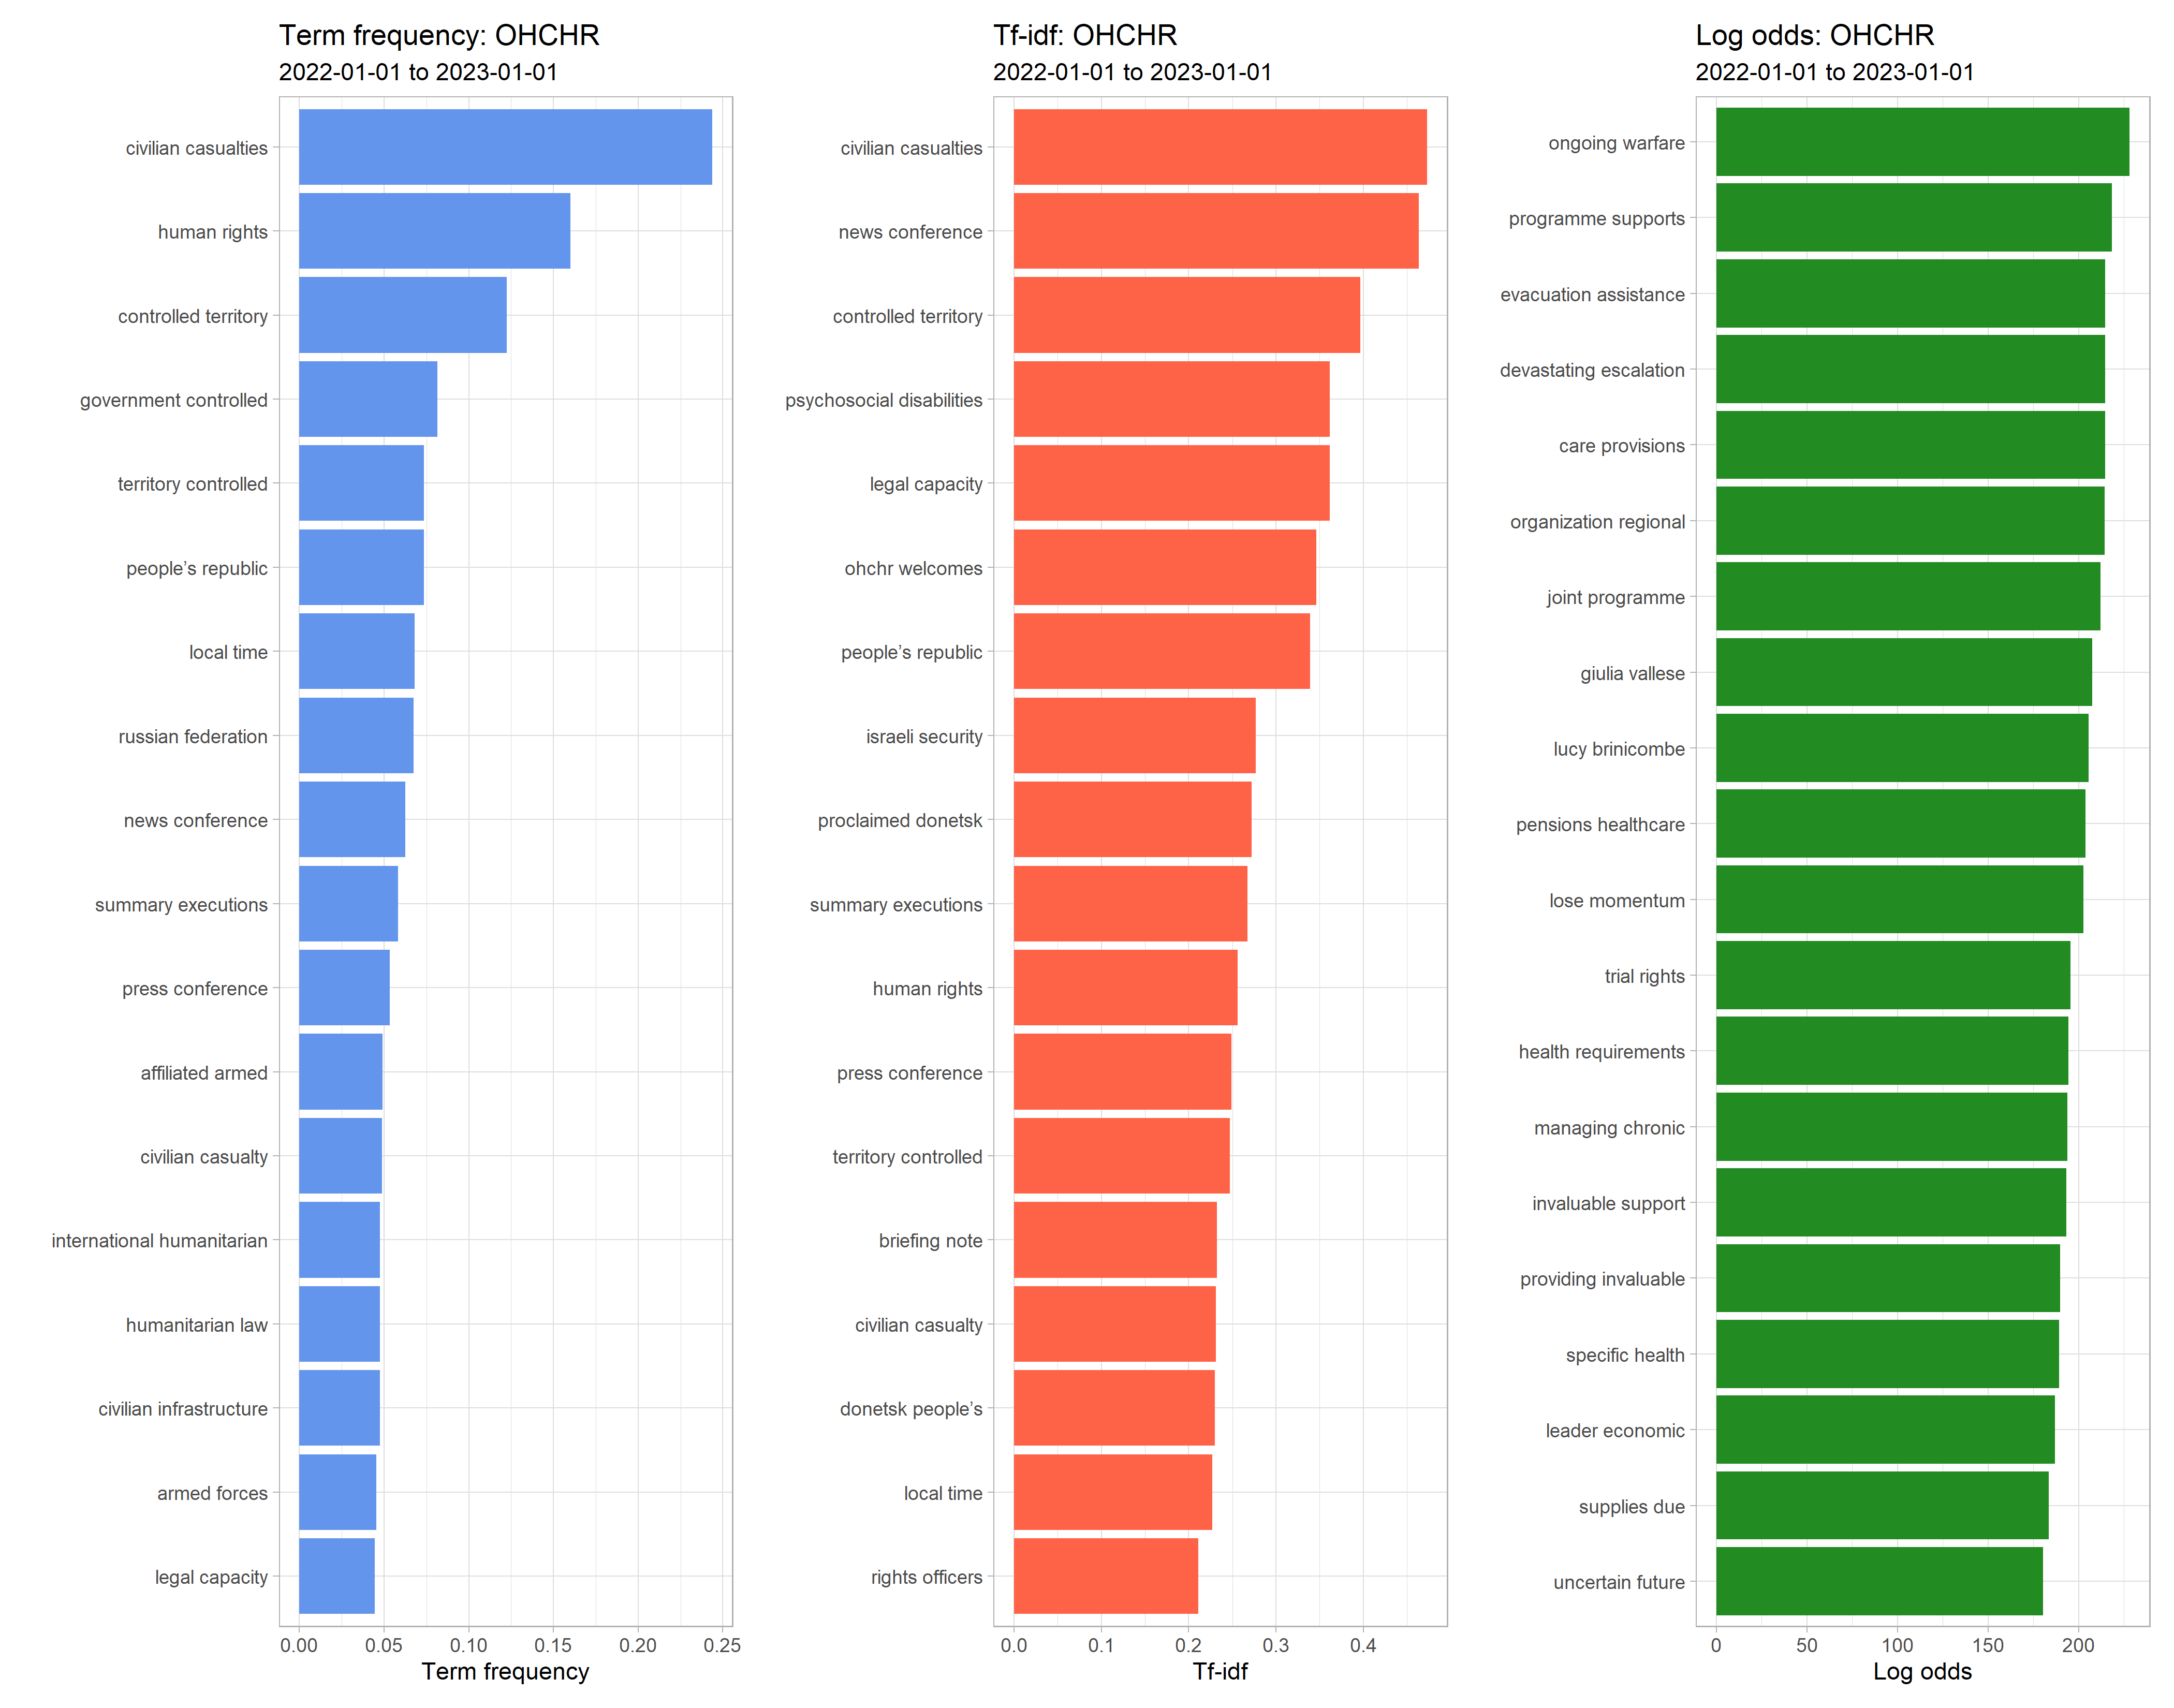 Term frequency: OHCHR
2022-01-01 to 2023-01-01
civilian casualties
human rights
controlled territory
government controlled
territory controlled
people’s republic
local time
russian federation
news conference
summary executions
press conference
affiliated armed
civilian casualty
international humanitarian
humanitarian law
civilian infrastructure
armed forces
legal capacity
0.00 0.05 0.10 0.15 0.20 0.25
Term frequency
Tf-idf: OHCHR
2022-01-01 to 2023-01-01
civilian casualties
news conference
controlled territory
psychosocial disabilities
legal capacity
ohchr welcomes
people’s republic
israeli security
proclaimed donetsk
summary executions
human rights
press conference
territory controlled
briefing note
civilian casualty
donetsk people’s
local time
rights officers
0.0 0.1 0.2 0.3 0.4
Tf-idf
Log odds: OHCHR
2022-01-01 to 2023-01-01
ongoing warfare
programme supports
evacuation assistance
devastating escalation
care provisions
organization regional
joint programme
giulia vallese
lucy brinicombe
pensions healthcare
lose momentum
trial rights
health requirements
managing chronic
invaluable support
providing invaluable
specific health
leader economic
supplies due
uncertain future
0 50 100 150 200
Log odds